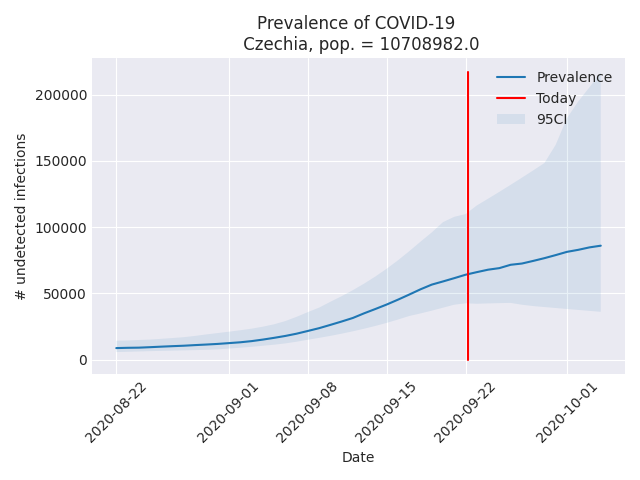 Prevalence of COVID-19
Czechia, pop. = 10708982.0
Prevalence
Today
95CI
200000
150000
100000
50000
0
# undetected infections
2020-08-22
2020-09-01
2020-09-08
2020-09-15
2020-09-22
2020-10-01
Date